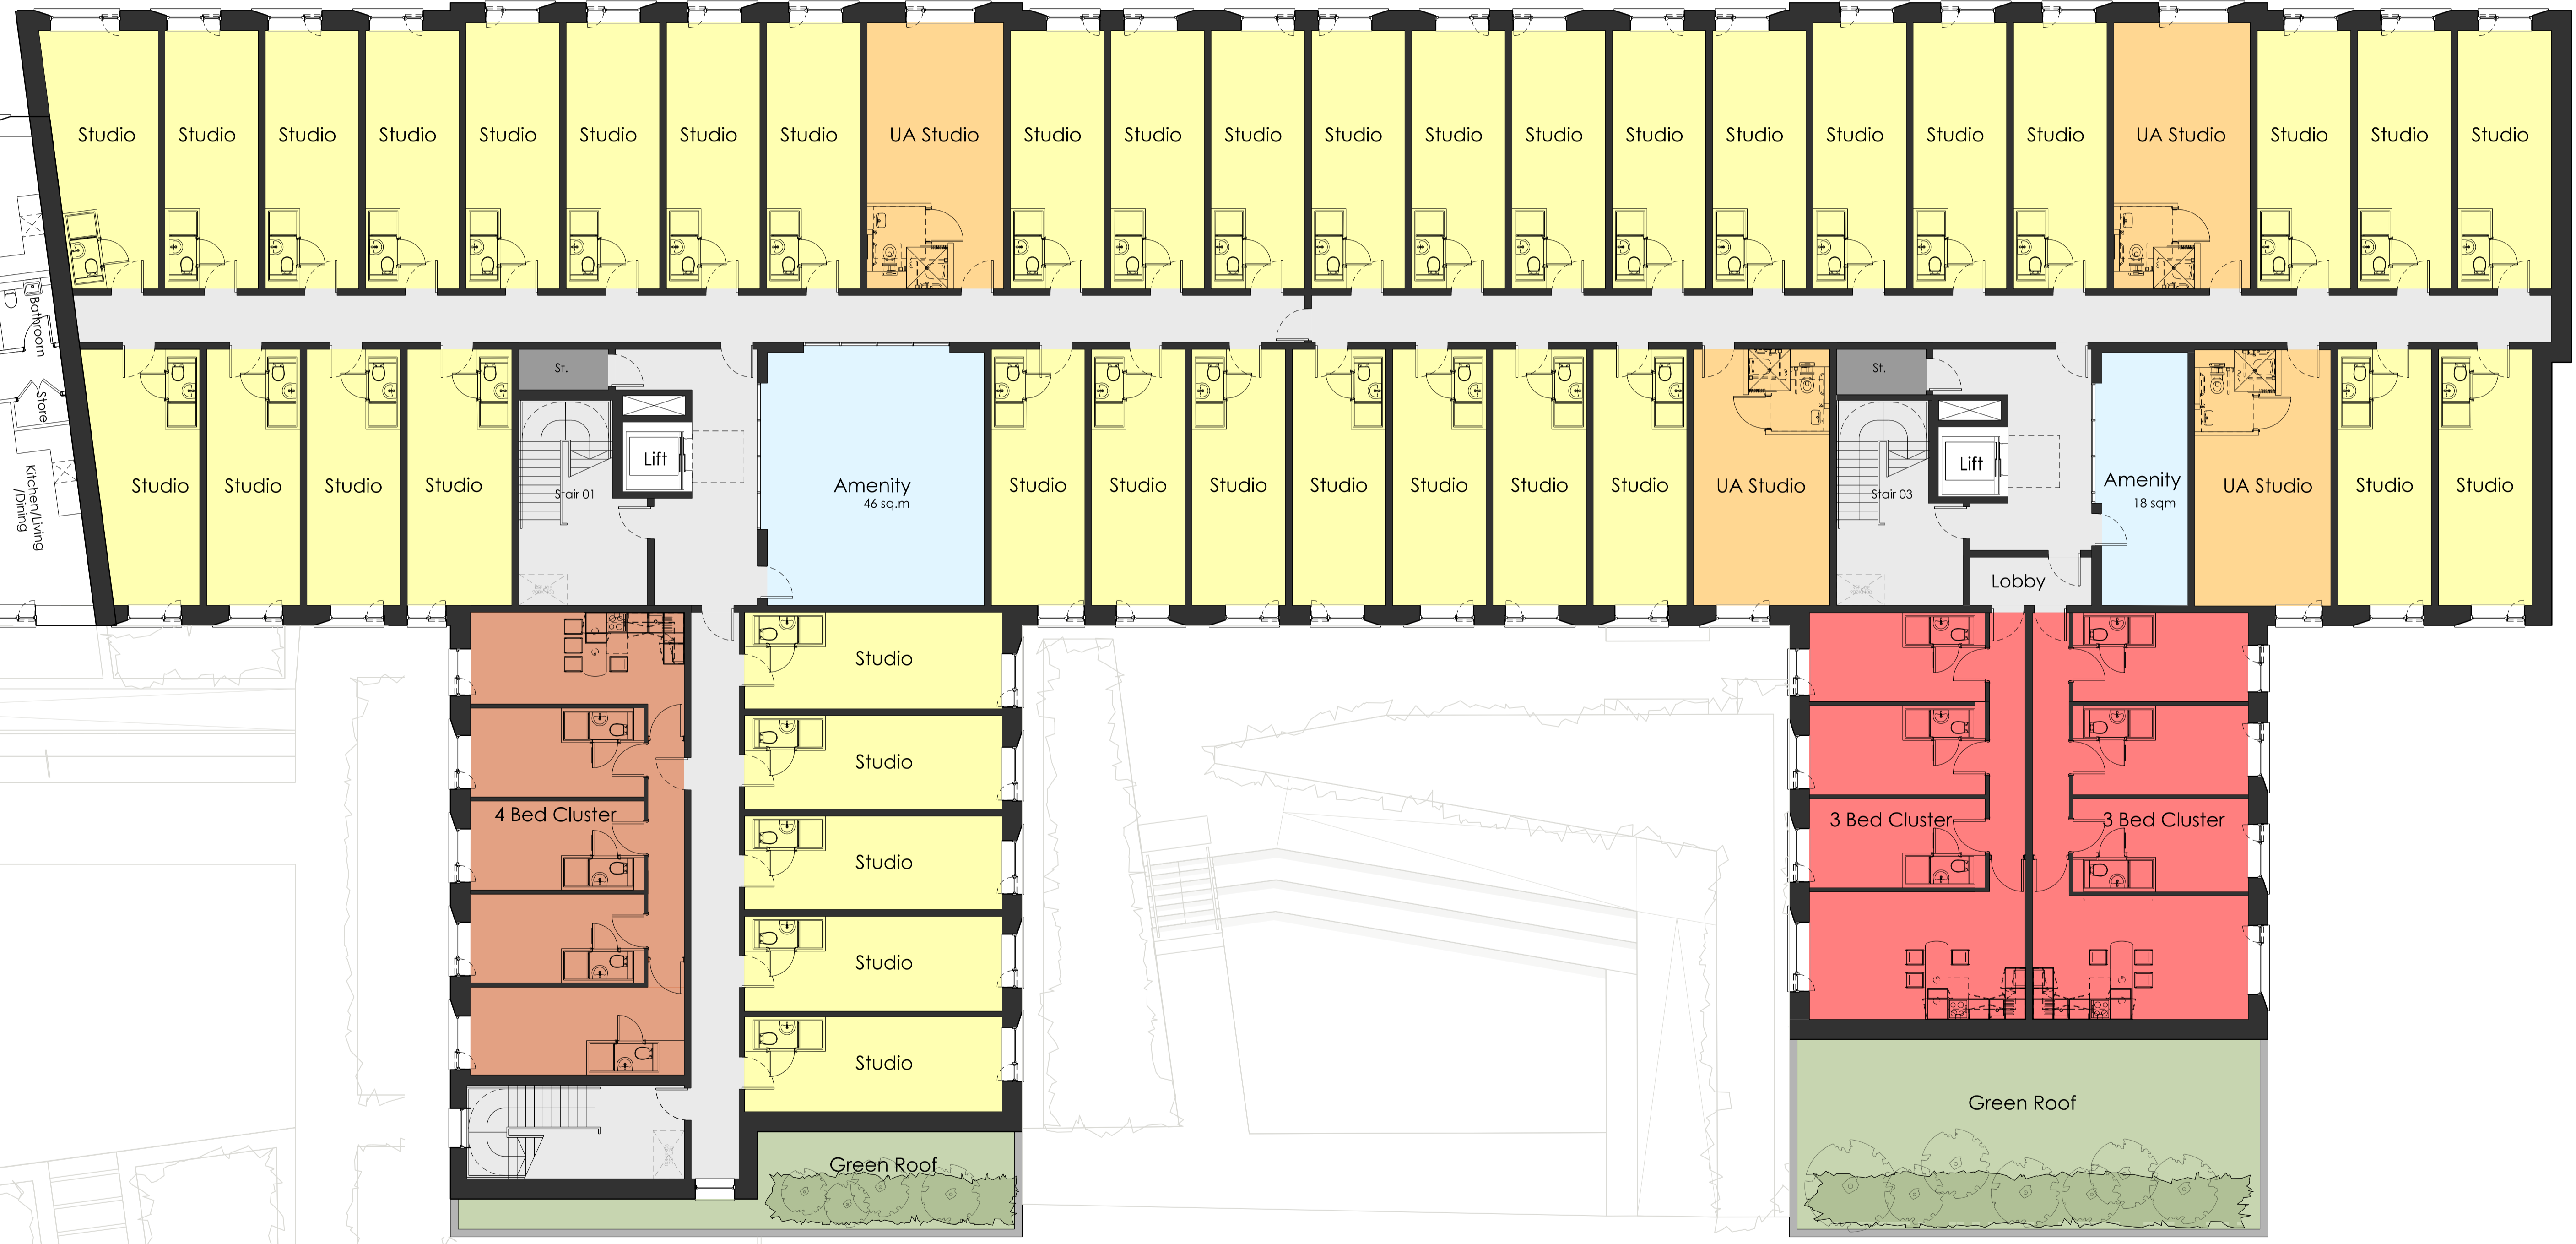 Studio
Studio
Studio
Studio
Studio
Studio
Studio
Studio
UA Studio
Studio
Studio
Studio
Studio
Studio
Studio
Studio
Studio
Studio
Studio
Studio
UA Studio
Studio
Studio
Studio
Bathroom
Store
Kitchen/Living
/Dining
Studio
Studio
Studio
Studio
St.
Lift
Stair 01
Amenity
46 sq.m
Studio
Studio
Studio
Studio
Studio
Studio
Studio
UA Studio
St.
Lift
Stair 03
Lobby
Amenity
18 sqm
UA Studio
Studio
Studio
4 Bed Cluster
Studio
Studio
Studio
Studio
Studio
Green Roof
3 Bed Cluster
3 Bed Cluster
Green Roof